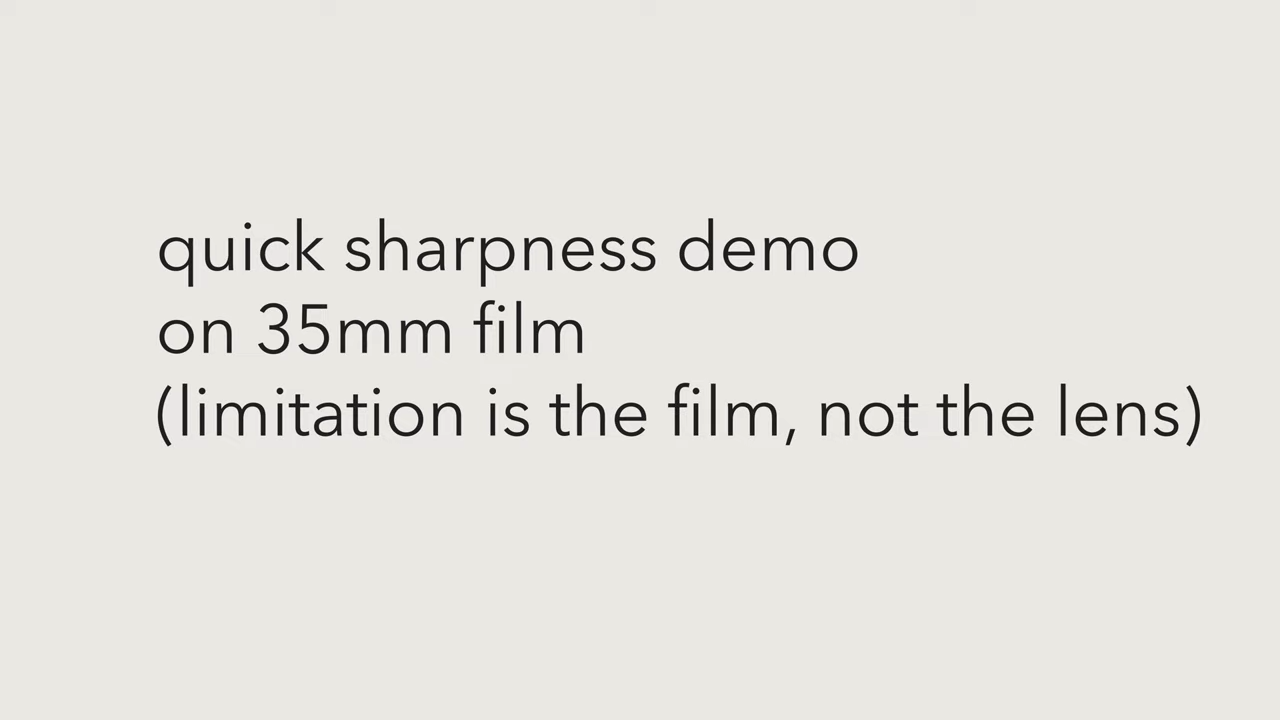 quick sharpness demo
on 35mm film
(limitation is the film, not the lens)